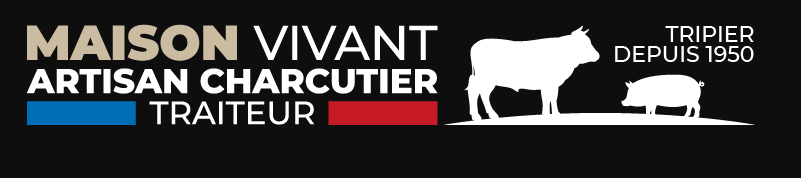 MAISON VIVANT
ARTISAN CHARCUTIER
TRAITEUR
TRIPIER
DEPUIS 1950